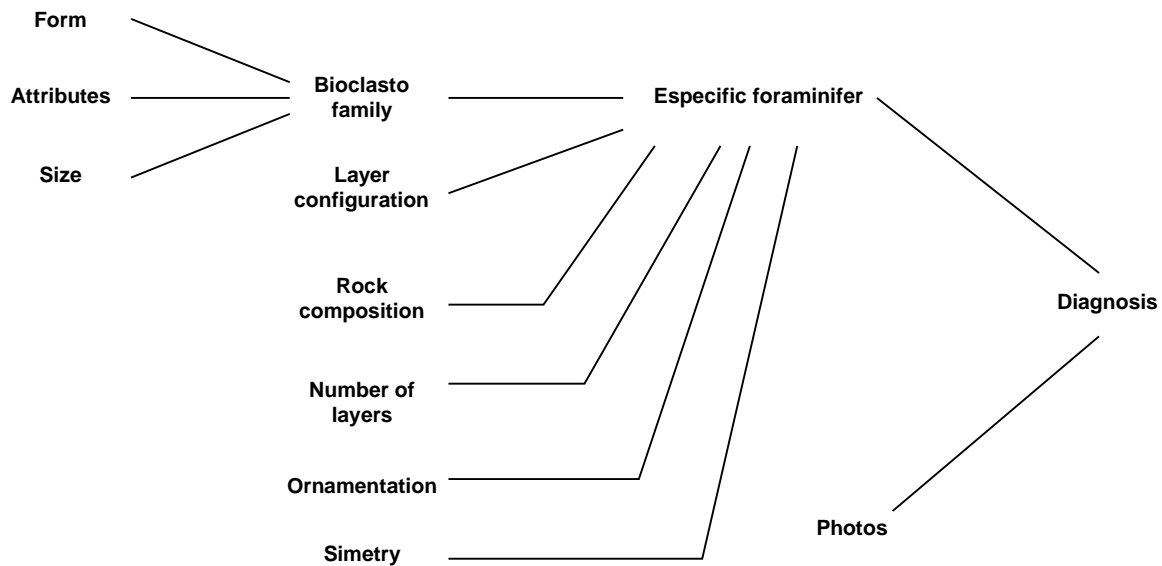 Form
Attributes
Size
Bioclasto
family
Especific foraminifer
Layer
configuration
Rock
composition
Number of
layers
Ornamentation
Simetry
Diagnosis
Photos